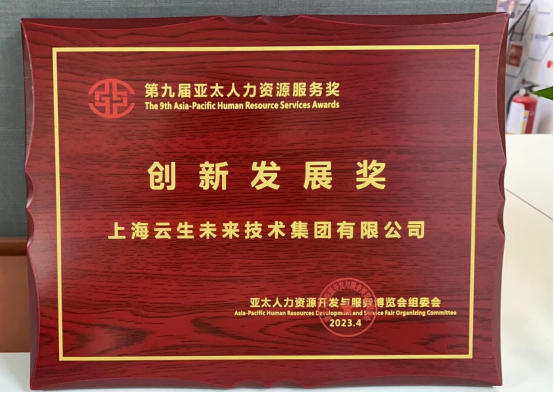 第九届亚太人力资源服务奖
The 9th Asia-Pacific Human Resource Services Awards
创新发展奖
上海云生未来技术集团有限公司
亚太人力资源开发与服务博览会组委会
Asia-Pacific Human Resources Development and Service Fair Organizing Committee
2023.4